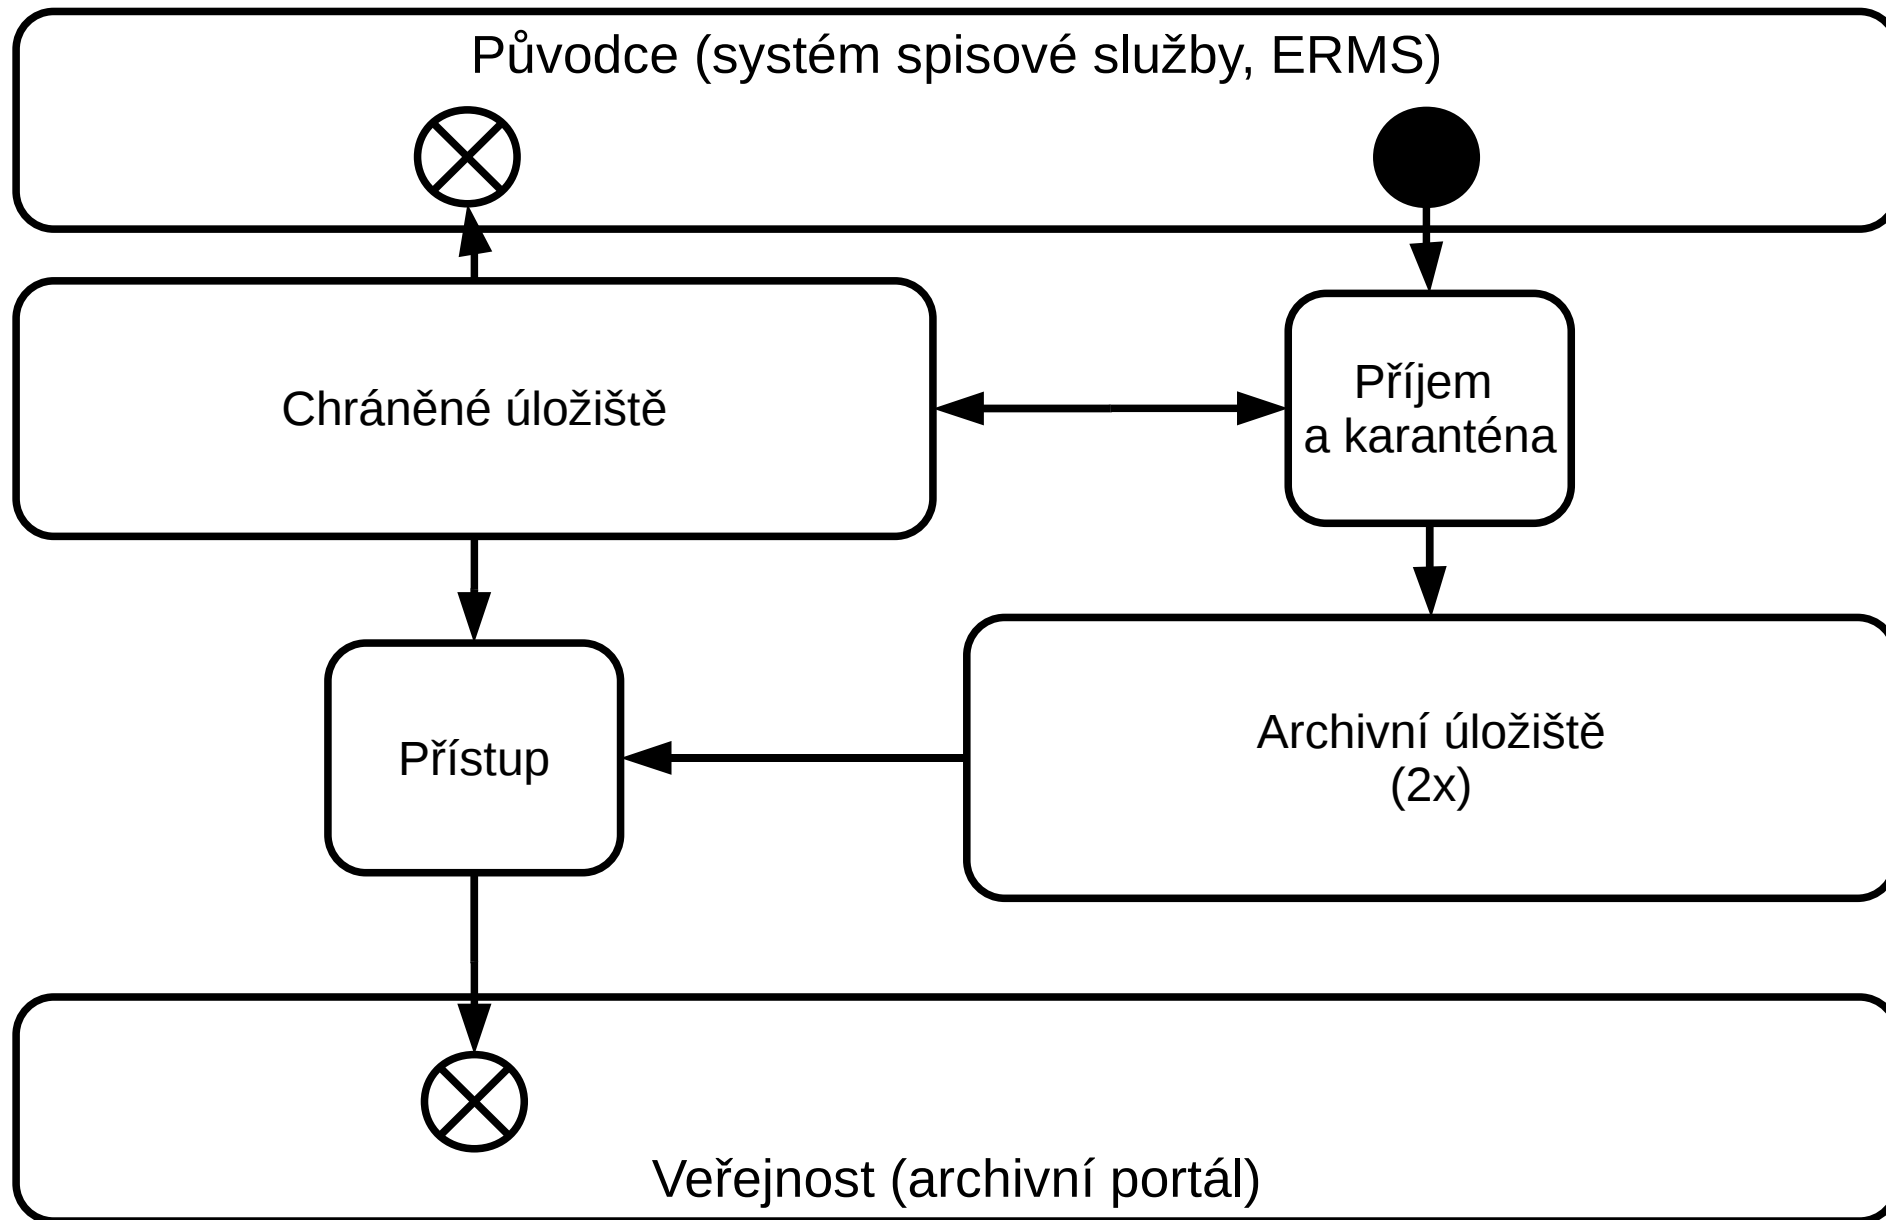 Původce (systém spisové služby, ERMS)
Chráněné úložiště
Příjem
a karanténa
Přístup
Archivní úložiště
(2x)
Veřejnost (archivní portál)